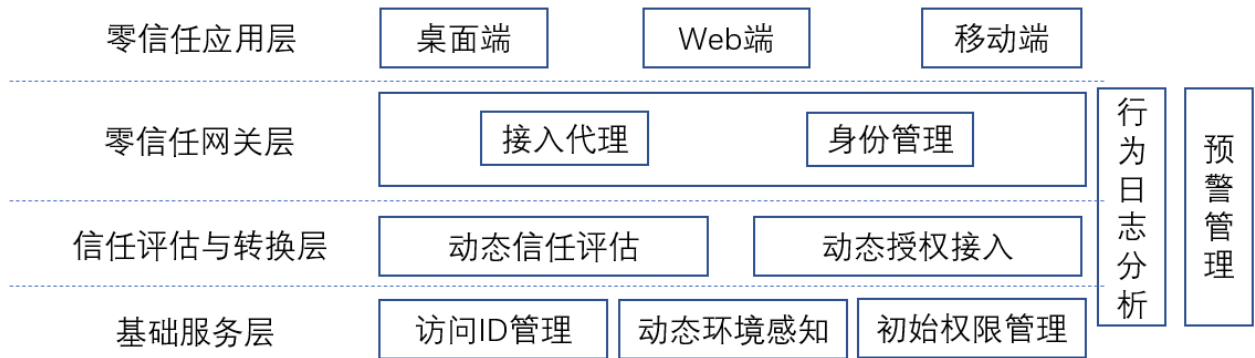 零信任应用层
桌面端
Web端
移动端
零信任网关层
接入代理
身份管理
信任评估与转换层
动态信任评估
动态授权接入
基础服务层
访问ID管理
动态环境感知
初始权限管理
行为日志分析
预警管理